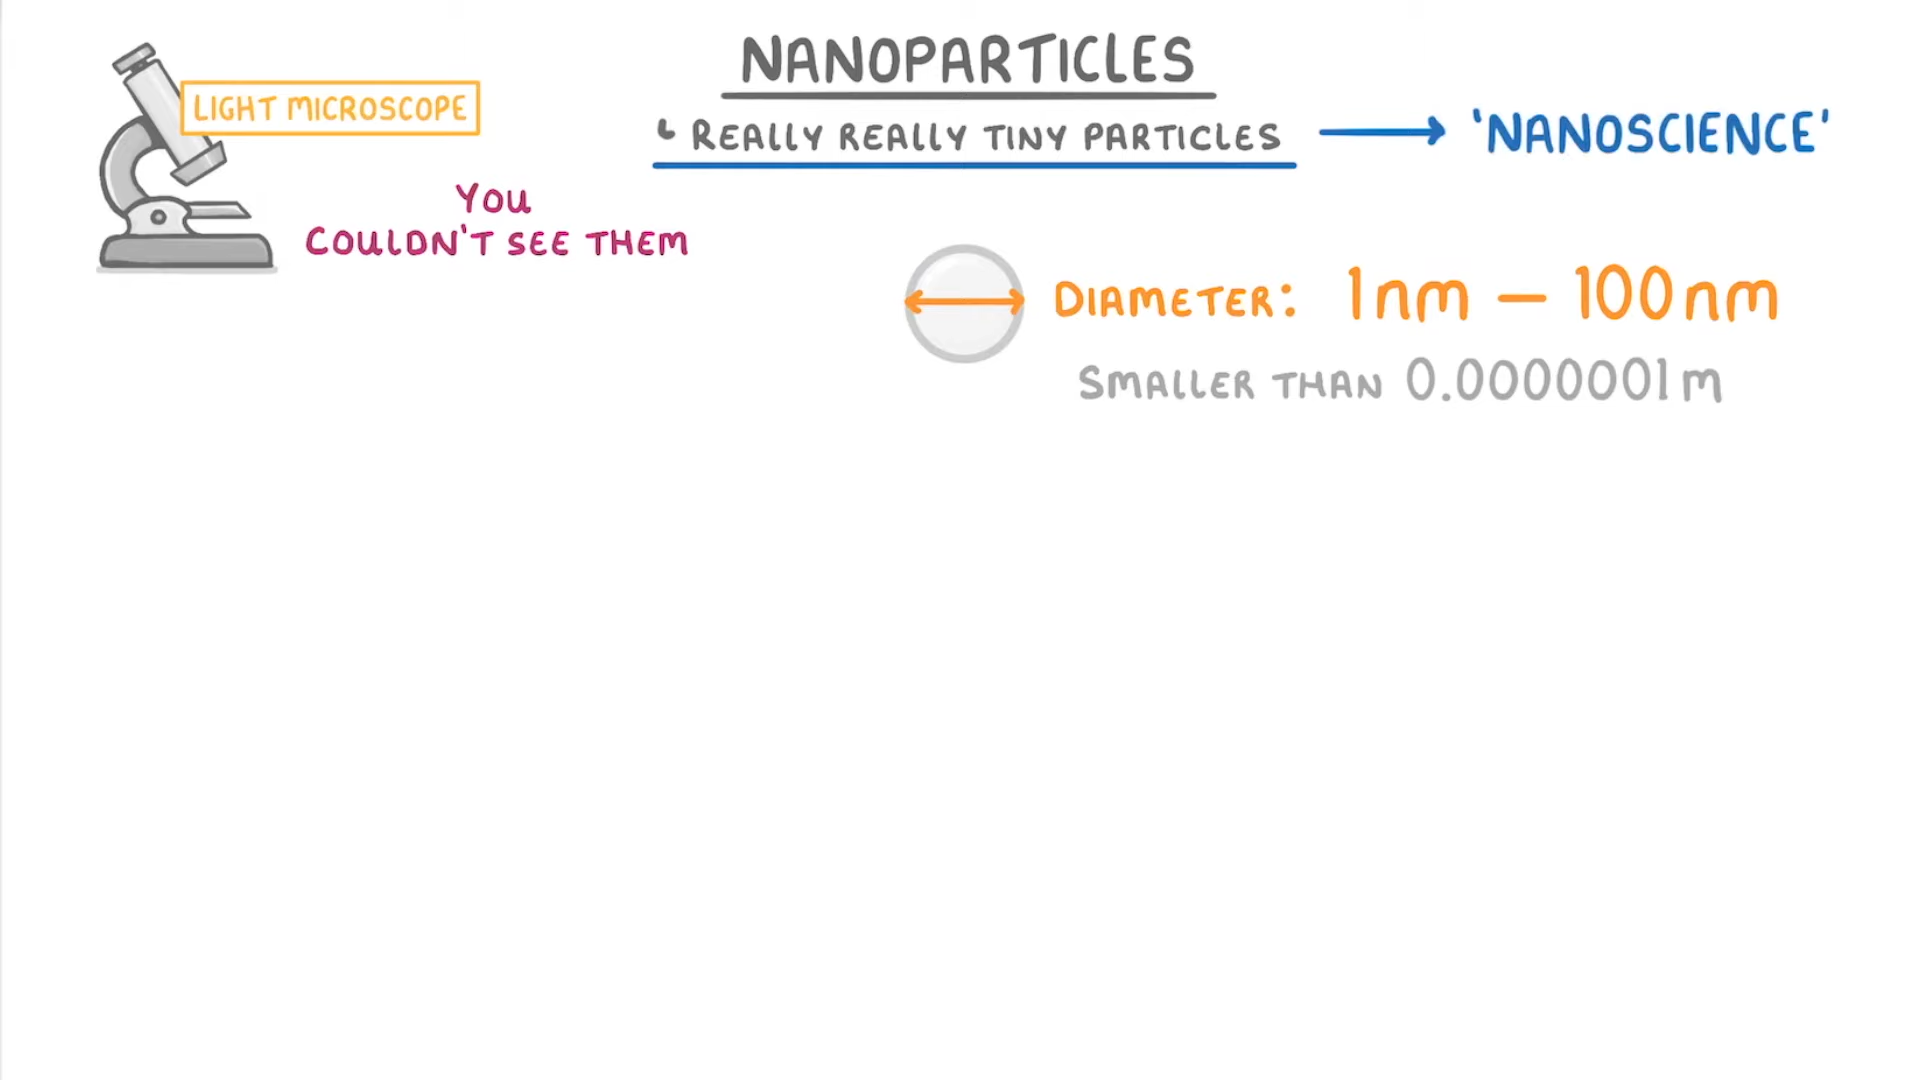 NANOPARTICLES
REALLY REALLY TINY PARTICLES
'NANOSCIENCE'
LIGHT MICROSCOPE
YOU
COULDN'T SEE THEM
DIAMETER: 1nm – 100nm
SMALLER THAN 0.0000001m